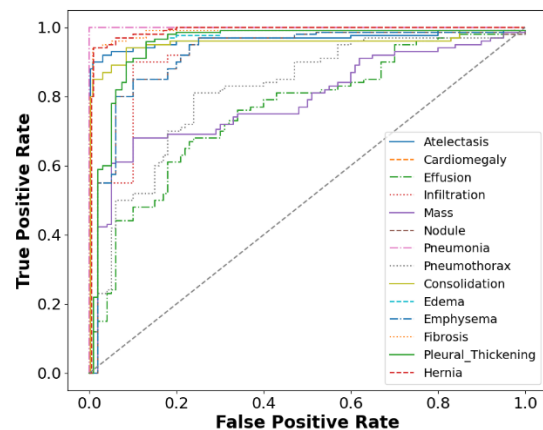 1.0
0.8
0.6
0.4
0.2
0.0
True Positive Rate
0.0 0.2 0.4 0.6 0.8 1.0
False Positive Rate
Atelectasis
Cardiomegaly
Effusion
Infiltration
Mass
Nodule
Pneumonia
Pneumothorax
Consolidation
Edema
Emphysema
Fibrosis
Pleural_Thickening
Hernia